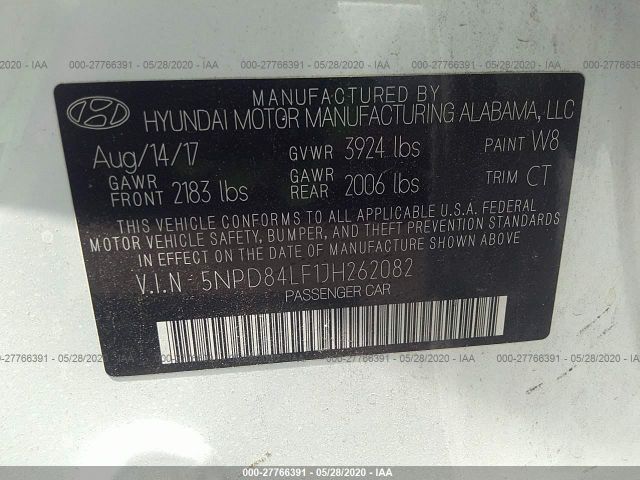 000-27766391 - 05/28/2020 - IAA
MANUFACTURED BY
HYUNDAI MOTOR MANUFACTURING ALABAMA, LLC
Aug/14/17 GVWR 3924 lbs PAINT W8
GAWR FRONT 2183 lbs GAWR REAR 2006 lbs TRIM CT
THIS VEHICLE CONFORMS TO ALL APPLICABLE U.S.A. FEDERAL
MOTOR VEHICLE SAFETY, BUMPER, AND THEFT PREVENTION
STANDARDS IN EFFECT ON THE DATE OF MANUFACTURE SHOWN ABOVE.
V.I.N : 5NPD84LF1JH262082
PASSENGER CAR
000-27766391 - 05/28/2020 - IAA